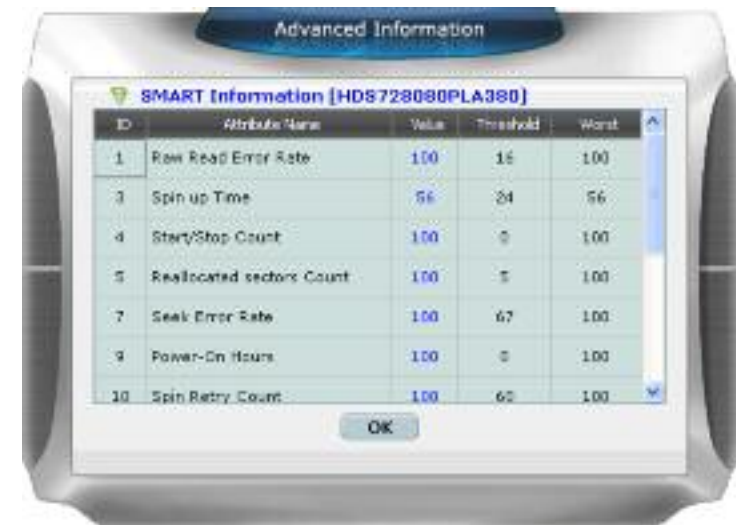 Advanced Information
SMART Information [HDS728080PLA380]
ID Attribute Name Value Threshold Worst
1 Raw Read Error Rate 100 16 100
3 Spin up Time 56 24 56
4 Start/Stop Count 100 0 100
5 Reallocated sectors Count 100 5 100
7 Seek Error Rate 100 67 100
9 Power-On Hours 100 0 100
10 Spin Retry Count 100 60 100
OK